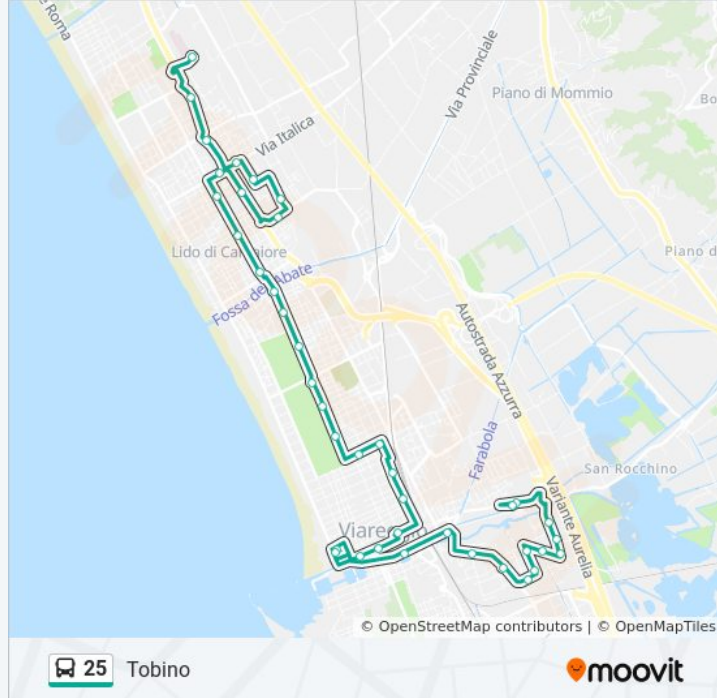 e Roma
Via Provinciale
Piano di Mommio
Bo
Via Italica
Lido di Camaiore
Piano d
Fossa dell'Abate
Autostrada Azzurra
Farabola
San Rocchino
Variante Aurelia
Viareggio
© OpenStreetMap contributors | © OpenMapTiles
25 Tobino
moovit